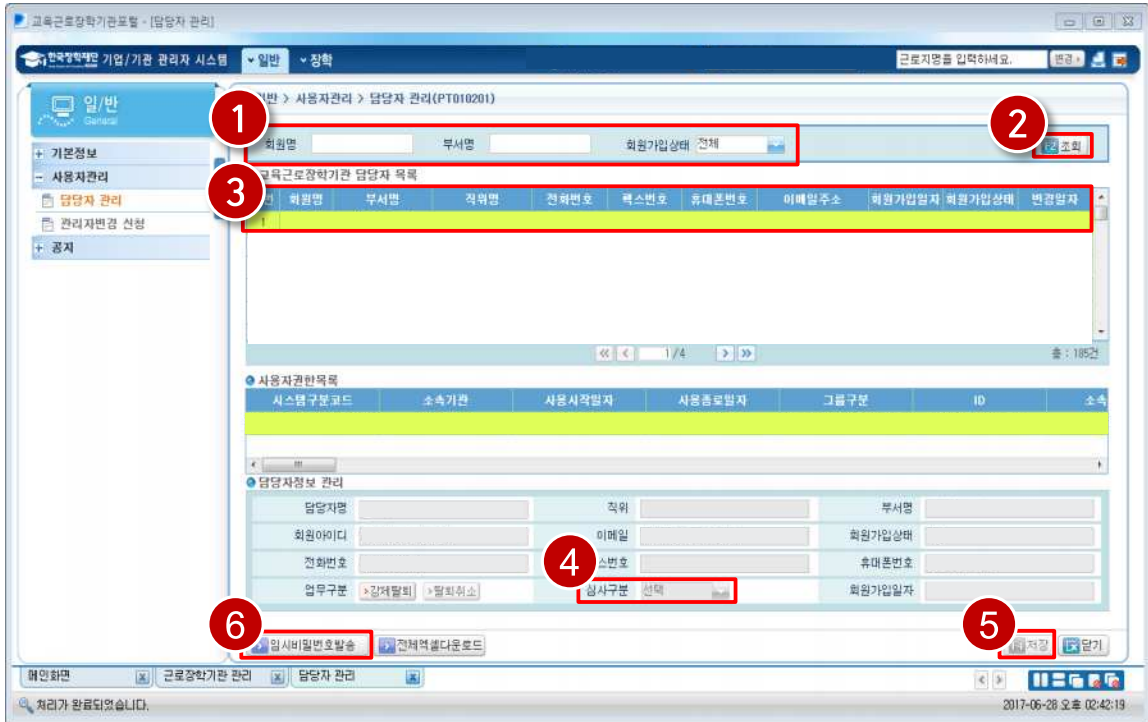 교육근로장학기관포털 - [담당자 관리]
한국장학재단 기업/기관 관리자 시스템 일반 장학 근로지명을 입력하세요. 변경
일/반
General
반 > 사용자관리 > 담당자 관리(PT010201)
1
2
회원명 부서명 회원가입상태 전체 조회
+ 기본정보
- 사용자관리
담당자 관리
관리자변경 신청
+ 공지
교육근로장학기관 담당자 목록
3
회원명 부서명 직위명 전화번호 팩스번호 휴대폰번호 이메일주소 회원가입일자 회원가입상태 변경일자
1
1/4 총 : 185건
사용자권한목록
시스템구분코드 소속기관 사용시작일자 사용종료일자 그룹구분 ID 소속
담당자정보 관리
담당자명 직위 부서명
회원아이디 이메일 회원가입상태
전화번호 스번호 휴대폰번호
4
업무구분 강제탈퇴 탈퇴취소 심사구분 선택 회원가입일자
6
5
임시비밀번호발송 전체엑셀다운로드 저장 닫기
메인화면 근로장학기관 관리 담당자 관리
처리가 완료되었습니다. 2017-06-28 오후 02:42:19